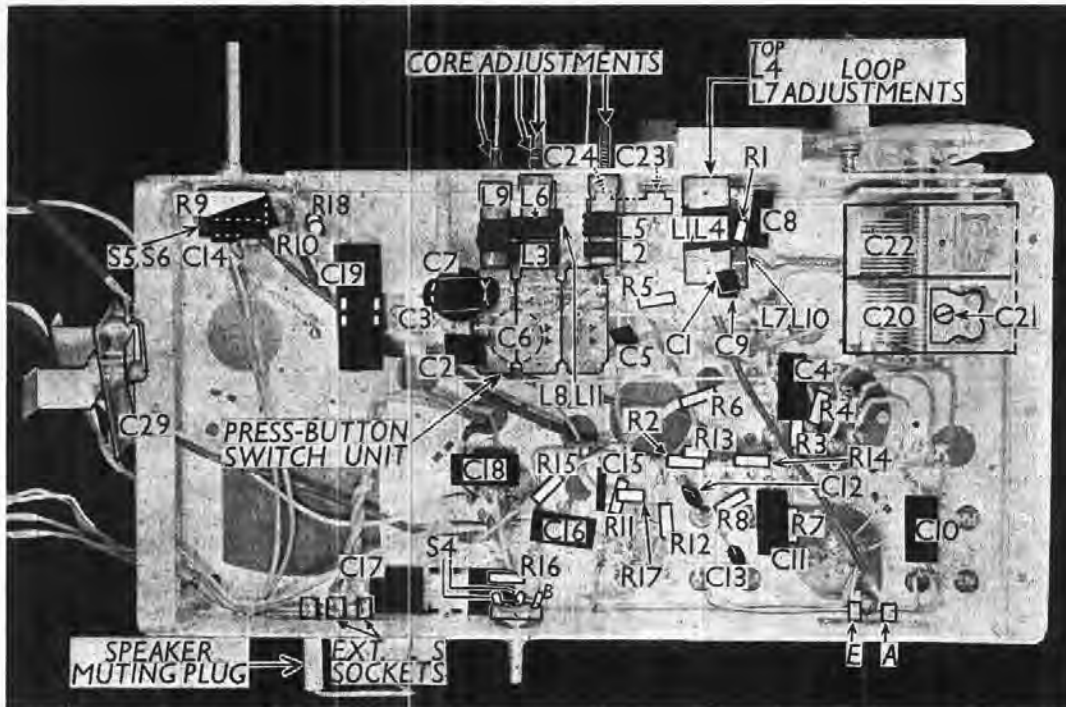 CORE ADJUSTMENTS
TOP
L4 LOOP
L7 ADJUSTMENTS
C24
C23
R1
R9
R18
L9
L6
L1
L4
C8
S5,S6
C14
R10
C19
C7
L3
L5
L2
C22
R5
C3
C6
C1
C9
L7
L10
C20
C21
C2
C5
C4
L8
L11
R6
R4
C29
PRESS-BUTTON
SWITCH UNIT
R2
R13
R3
R14
C18
R15
C15
C12
R11
R8
R7
C16
R12
C10
S4
R16
R17
C13
C11
C17
B
SPEAKER
MUTING PLUG
EXT. S
SOCKETS
E
A